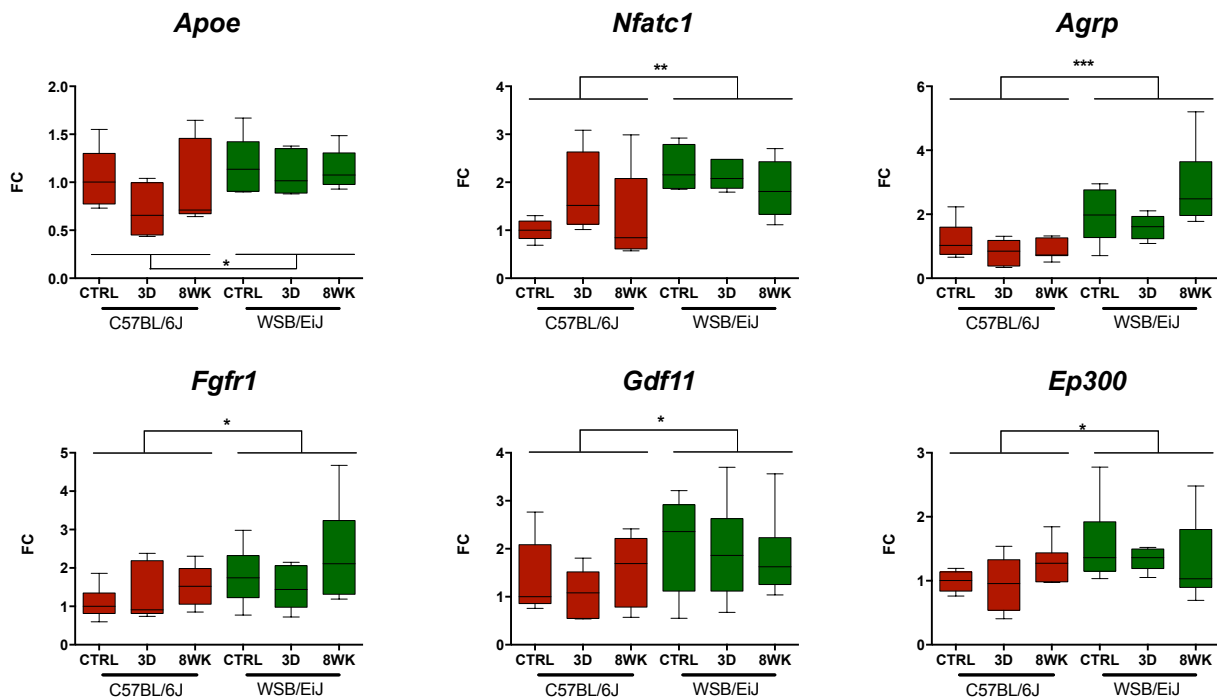 Apoe
Nfatc1
Agrp
2.0
1.5
1.0
0.5
0.0
FC
*
CTRL 3D 8WK CTRL 3D 8WK
C57BL/6J WSB/EiJ
4
3
2
1
0
FC
**
CTRL 3D 8WK CTRL 3D 8WK
C57BL/6J WSB/EiJ
6
4
2
0
FC
***
CTRL 3D 8WK CTRL 3D 8WK
C57BL/6J WSB/EiJ
Fgfr1
Gdf11
Ep300
5
4
3
2
1
0
FC
*
CTRL 3D 8WK CTRL 3D 8WK
C57BL/6J WSB/EiJ
4
3
2
1
0
FC
*
CTRL 3D 8WK CTRL 3D 8WK
C57BL/6J WSB/EiJ
3
2
1
0
FC
*
CTRL 3D 8WK CTRL 3D 8WK
C57BL/6J WSB/EiJ